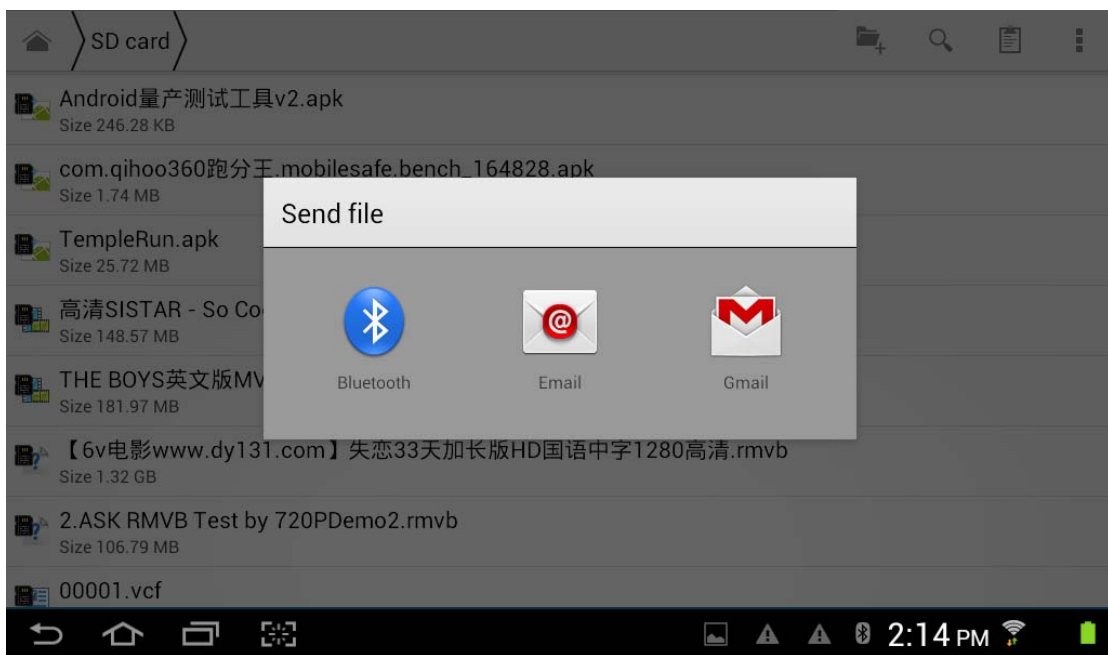 SD card
Android量产测试工具v2.apk
Size 246.28 KB
com.qihoo360跑分王.mobilesafe.bench_164828.apk
Size 1.74 MB
Send file
TempleRun.apk
Size 25.72 MB
高清SISTAR - So Co
Size 148.57 MB
THE BOYS英文版MV
Size 181.97 MB
Bluetooth
Email
Gmail
【6v电影www.dy131.com】失恋33天加长版HD国语中字1280高清.rmvb
Size 1.32 GB
2.ASK RMVB Test by 720PDemo2.rmvb
Size 106.79 MB
00001.vcf
2:14 PM